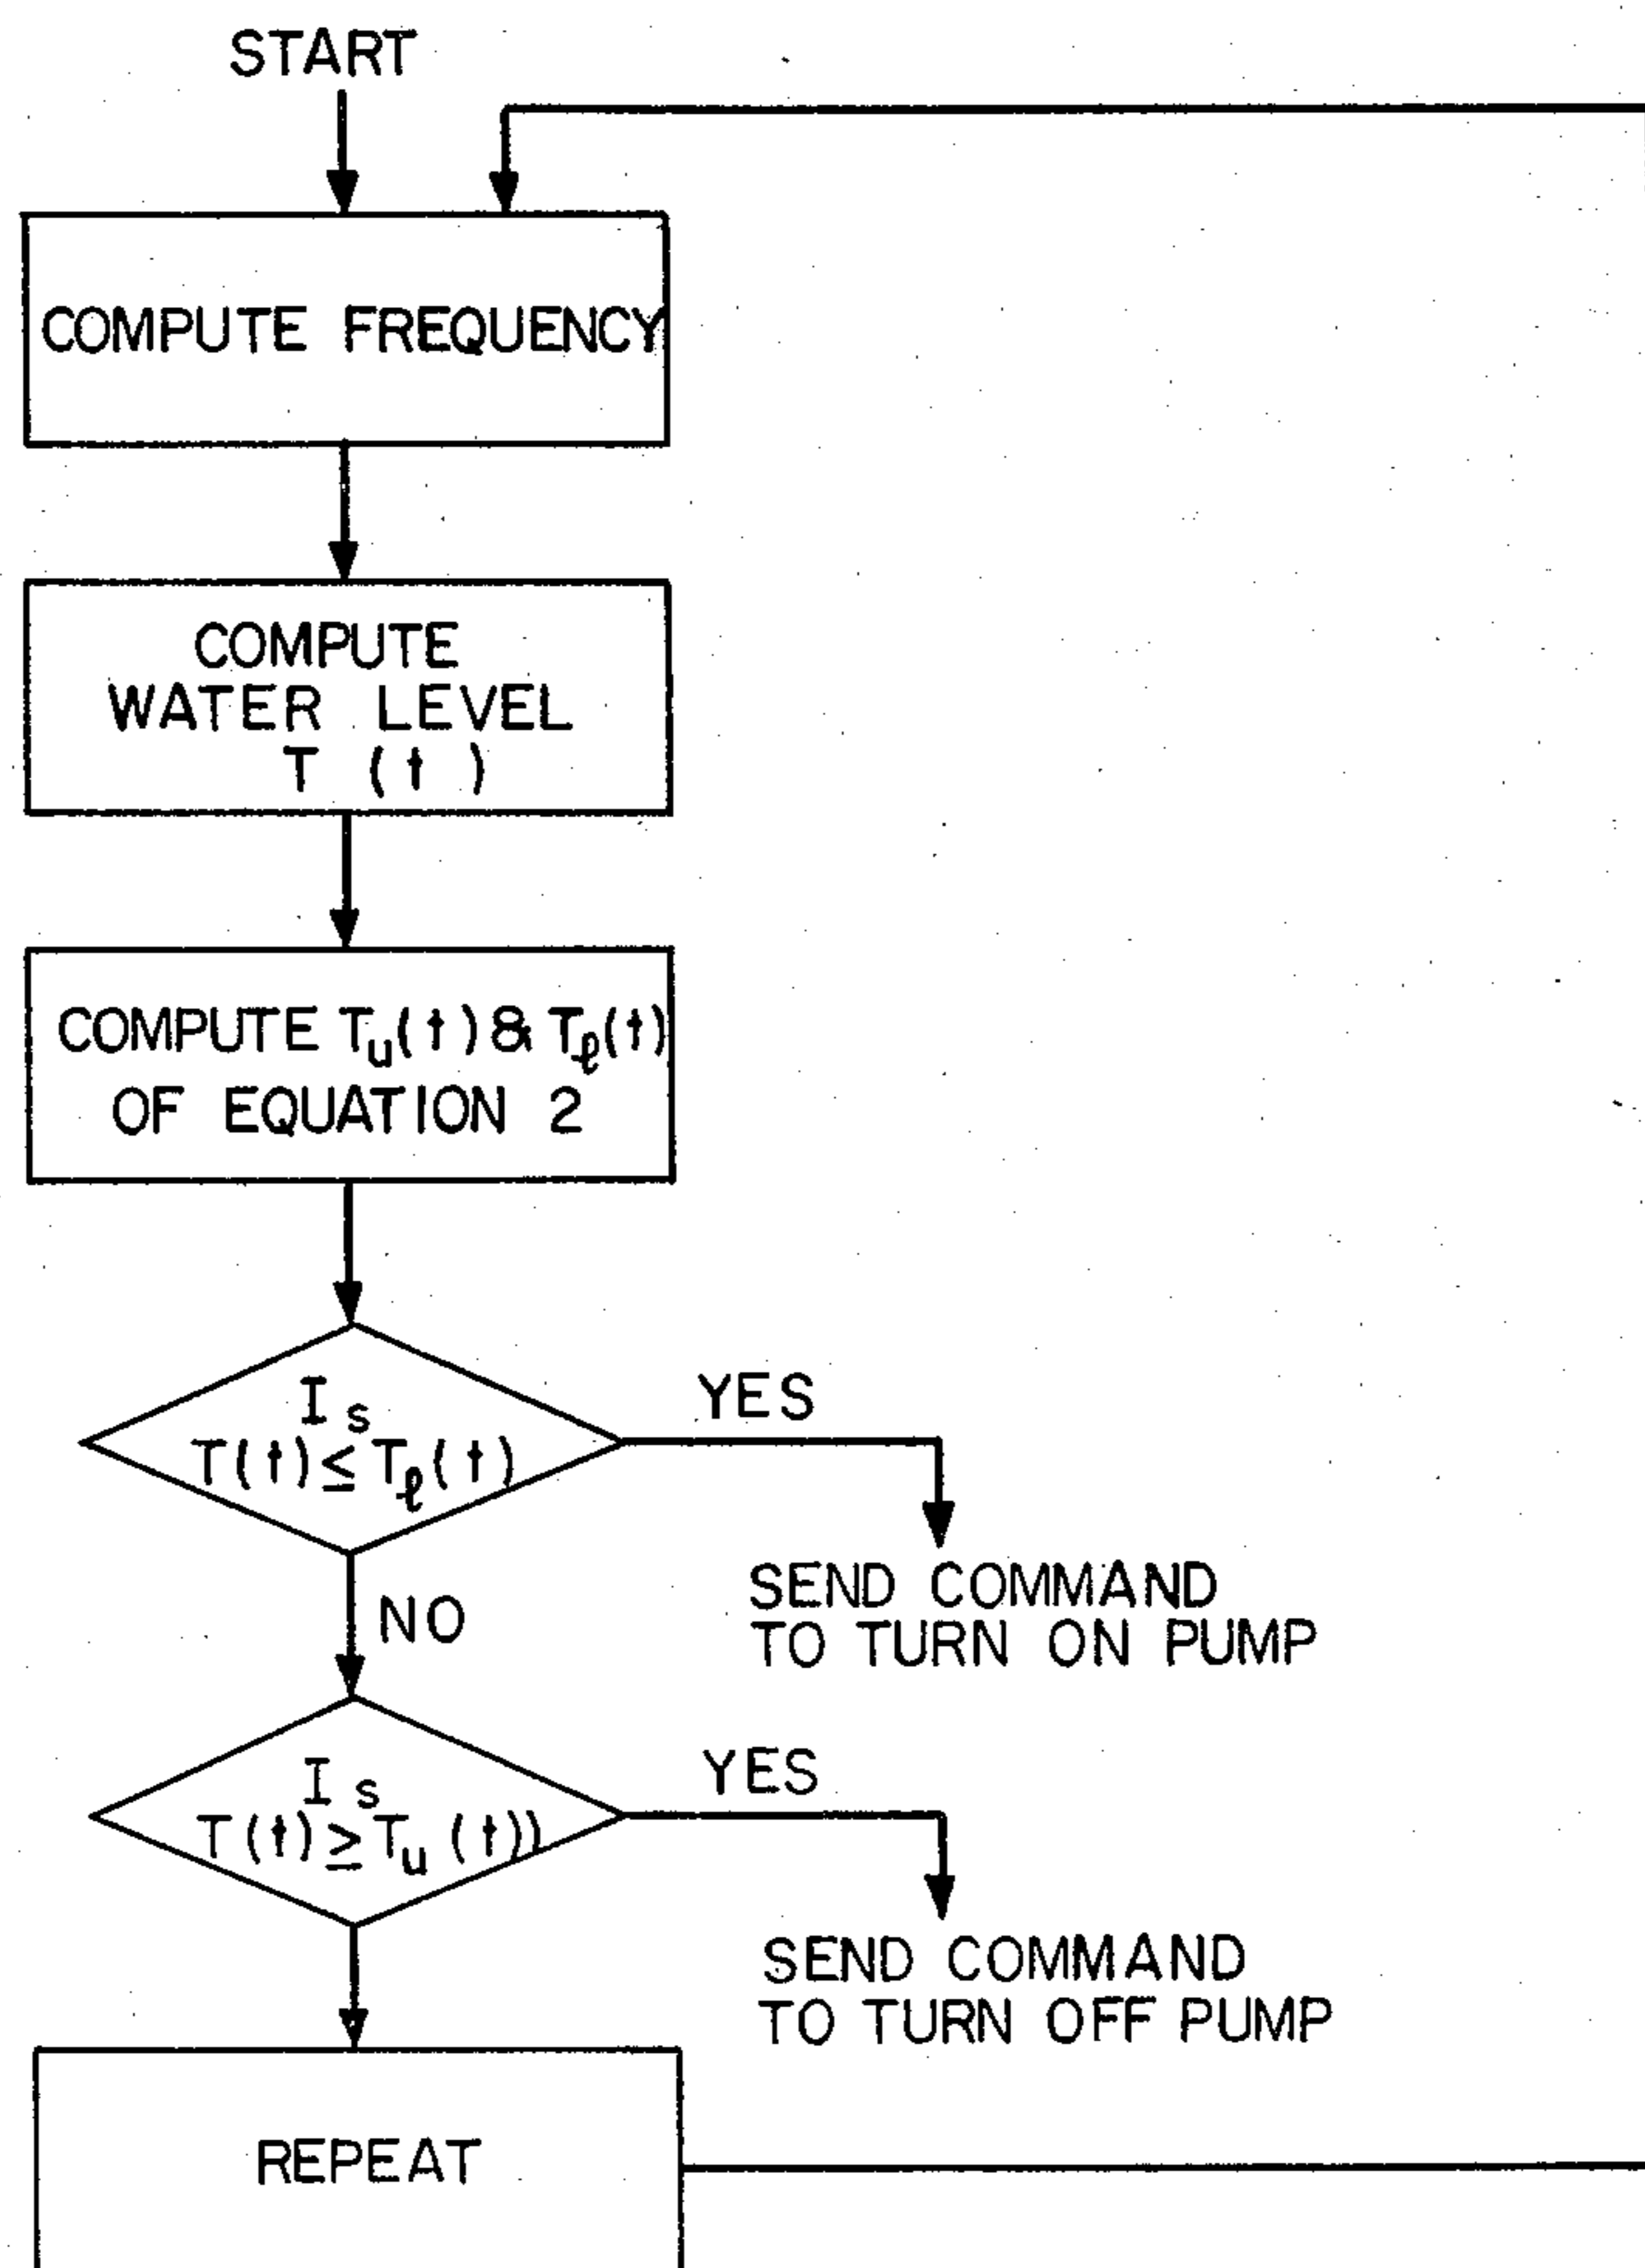 START
COMPUTE FREQUENCY
COMPUTE
WATER LEVEL
T (t)
COMPUTE Tᵤ(t) & Tℓ(t)
OF EQUATION 2
Is
T(t) ≤ Tℓ(t)
YES
SEND COMMAND
TO TURN ON PUMP
NO
Is
T(t) ≥ Tᵤ (t))
YES
SEND COMMAND
TO TURN OFF PUMP
REPEAT